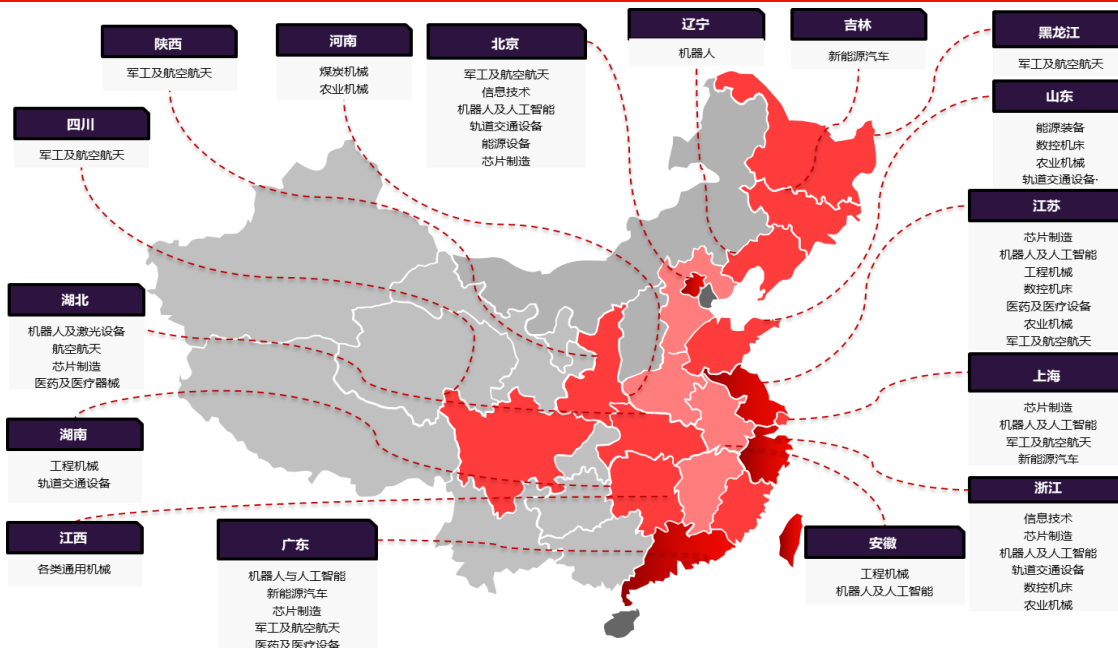 陕西
军工及航空航天
河南
煤炭机械
农业机械
北京
军工及航空航天
信息技术
机器人及人工智能
轨道交通设备
能源设备
芯片制造
辽宁
机器人
吉林
新能源汽车
黑龙江
军工及航空航天
山东
能源装备
数控机床
农业机械
轨道交通设备·
四川
军工及航空航天
江苏
芯片制造
机器人及人工智能
工程机械
数控机床
医药及医疗设备
农业机械
军工及航空航天
湖北
机器人及激光设备
航空航天
芯片制造
医药及医疗器械
上海
芯片制造
机器人及人工智能
军工及航空航天
新能源汽车
湖南
工程机械
轨道交通设备
浙江
信息技术
芯片制造
机器人及人工智能
轨道交通设备
数控机床
农业机械
江西
各类通用机械
广东
机器人与人工智能
新能源汽车
芯片制造
军工及航空航天
医药及医疗设备
安徽
工程机械
机器人及人工智能